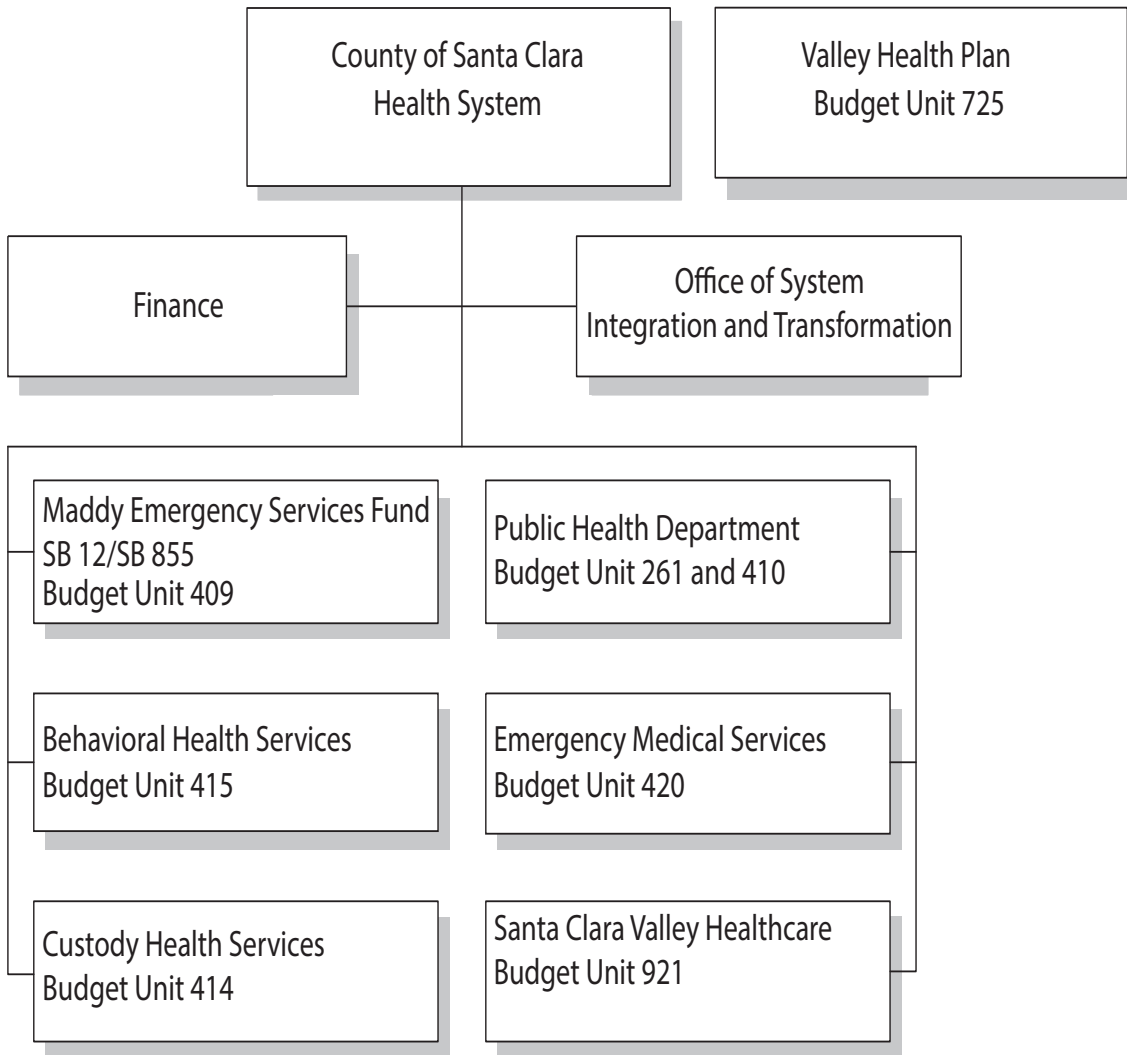 County of Santa Clara
Health System
Valley Health Plan
Budget Unit 725
Finance
Office of System
Integration and Transformation
Maddy Emergency Services Fund
SB 12/SB 855
Budget Unit 409
Public Health Department
Budget Unit 261 and 410
Behavioral Health Services
Budget Unit 415
Emergency Medical Services
Budget Unit 420
Custody Health Services
Budget Unit 414
Santa Clara Valley Healthcare
Budget Unit 921